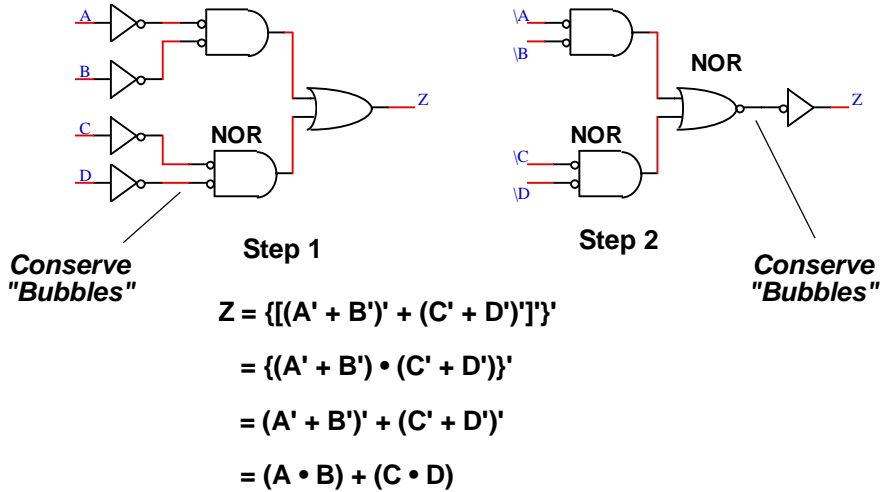 A
B
C
D
NOR
Z
\A
\B
\C
\D
NOR
NOR
Z
Step 1
Step 2
Conserve
"Bubbles"
Conserve
"Bubbles"
Z = {[(A' + B')' + (C' + D')']'}'
= {(A' + B') • (C' + D')}'
= (A' + B')' + (C' + D')'
= (A • B) + (C • D)